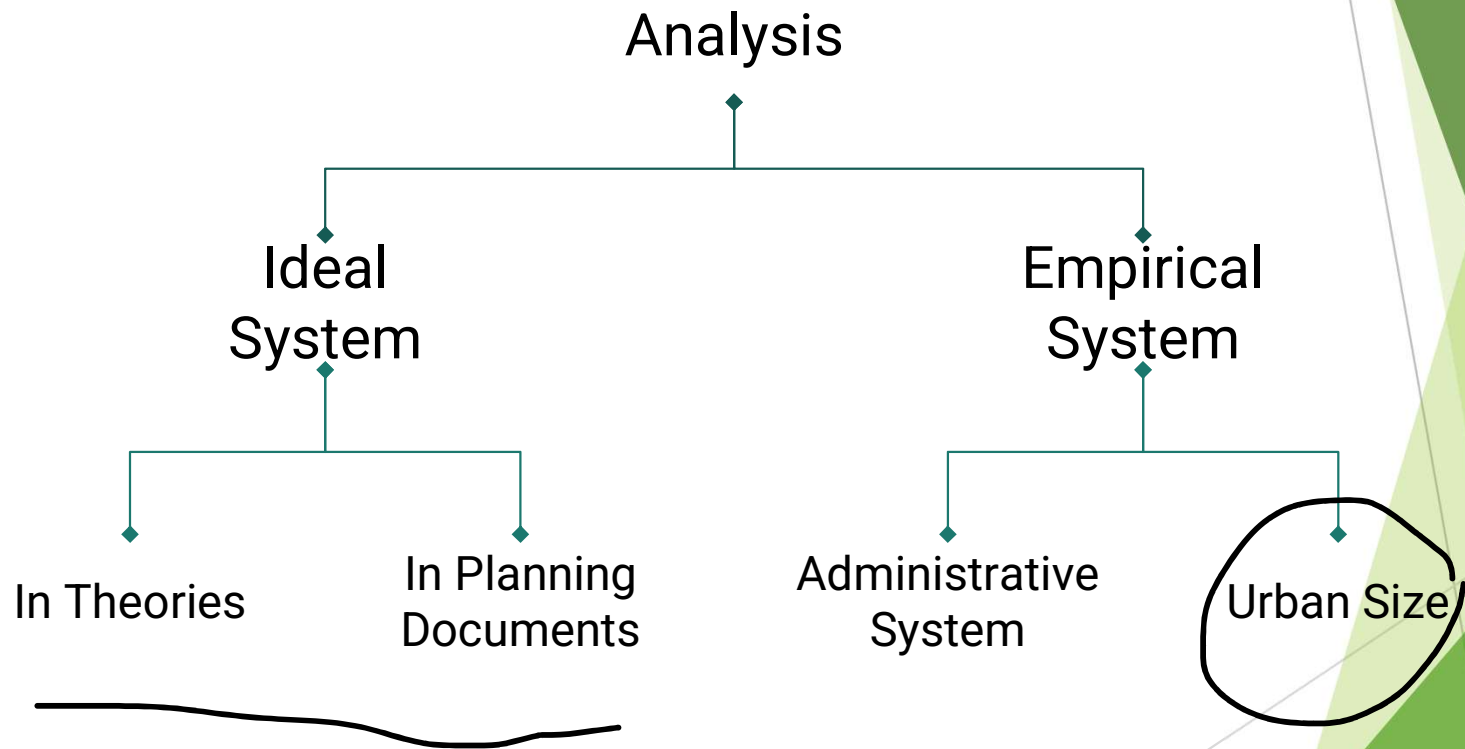 Analysis
Ideal
System
Empirical
System
In Theories
In Planning
Documents
Administrative
System
Urban Size